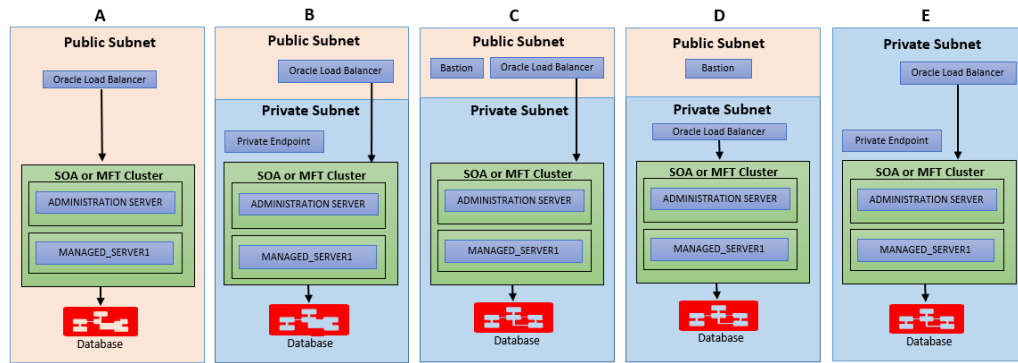 A
Public Subnet
Oracle Load Balancer
SOA or MFT Cluster
ADMINISTRATION SERVER
MANAGED_SERVER1
Database
B
Public Subnet
Oracle Load Balancer
Private Subnet
Private Endpoint
SOA or MFT Cluster
ADMINISTRATION SERVER
MANAGED_SERVER1
Database
C
Public Subnet
Bastion
Oracle Load Balancer
Private Subnet
SOA or MFT Cluster
ADMINISTRATION SERVER
MANAGED_SERVER1
Database
D
Public Subnet
Bastion
Private Subnet
Oracle Load Balancer
SOA or MFT Cluster
ADMINISTRATION SERVER
MANAGED_SERVER1
Database
E
Private Subnet
Oracle Load Balancer
Private Endpoint
SOA or MFT Cluster
ADMINISTRATION SERVER
MANAGED_SERVER1
Database